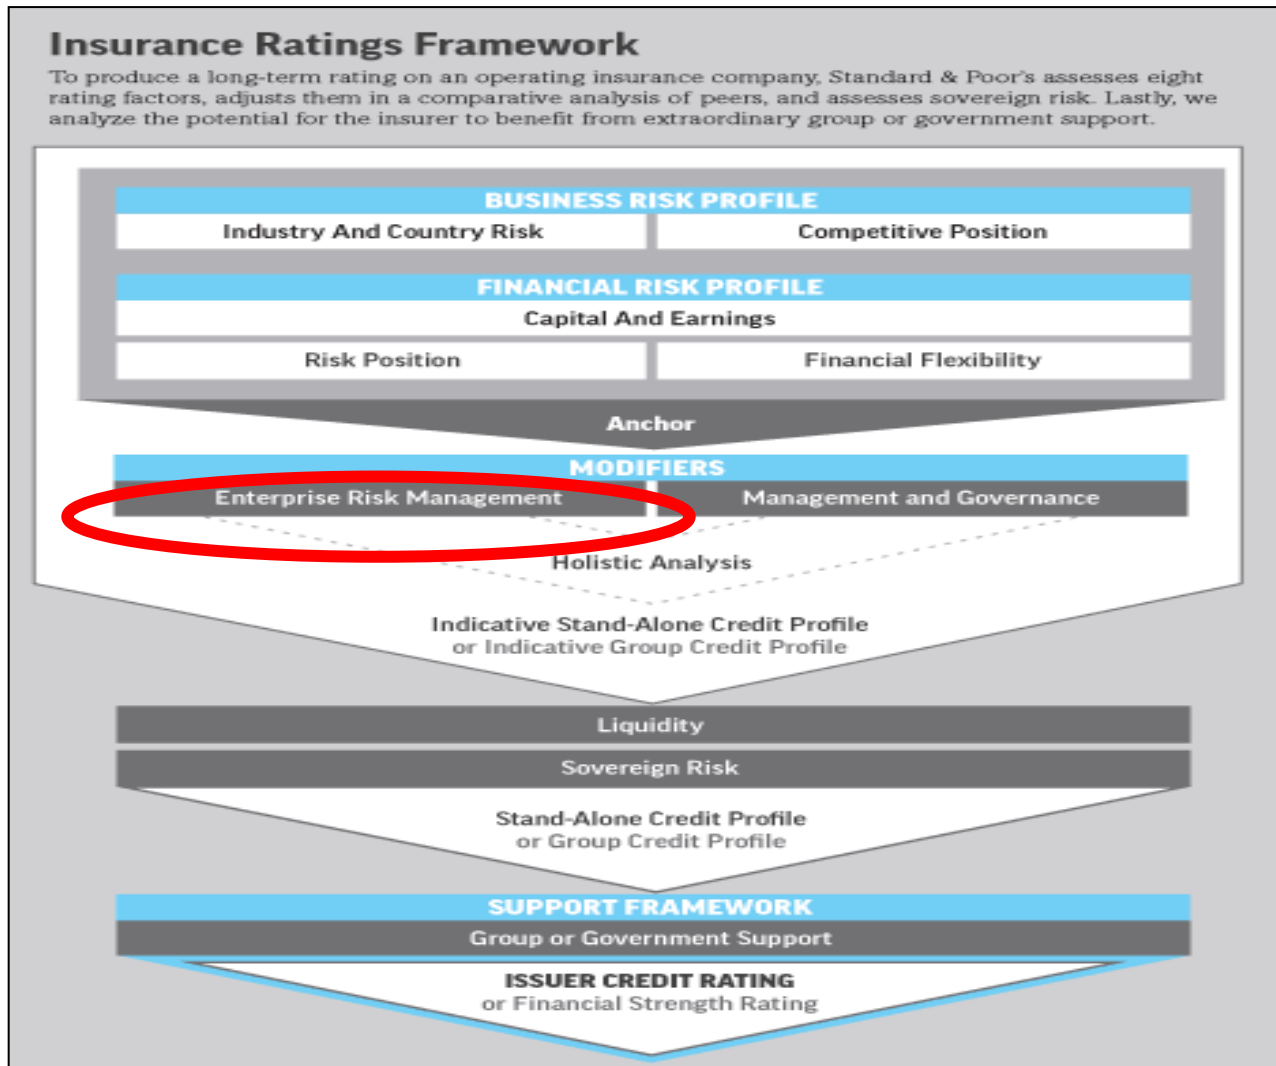 Insurance Ratings Framework
To produce a long-term rating on an operating insurance company, Standard & Poor's assesses eight
rating factors, adjusts them in a comparative analysis of peers, and assesses sovereign risk. Lastly, we
analyze the potential for the insurer to benefit from extraordinary group or government support.
BUSINESS RISK PROFILE
Industry And Country Risk
Competitive Position
FINANCIAL RISK PROFILE
Capital And Earnings
Risk Position
Financial Flexibility
Anchor
MODIFIERS
Enterprise Risk Management
Management and Governance
Holistic Analysis
Indicative Stand-Alone Credit Profile
or Indicative Group Credit Profile
Liquidity
Sovereign Risk
Stand-Alone Credit Profile
or Group Credit Profile
SUPPORT FRAMEWORK
Group or Government Support
ISSUER CREDIT RATING
or Financial Strength Rating